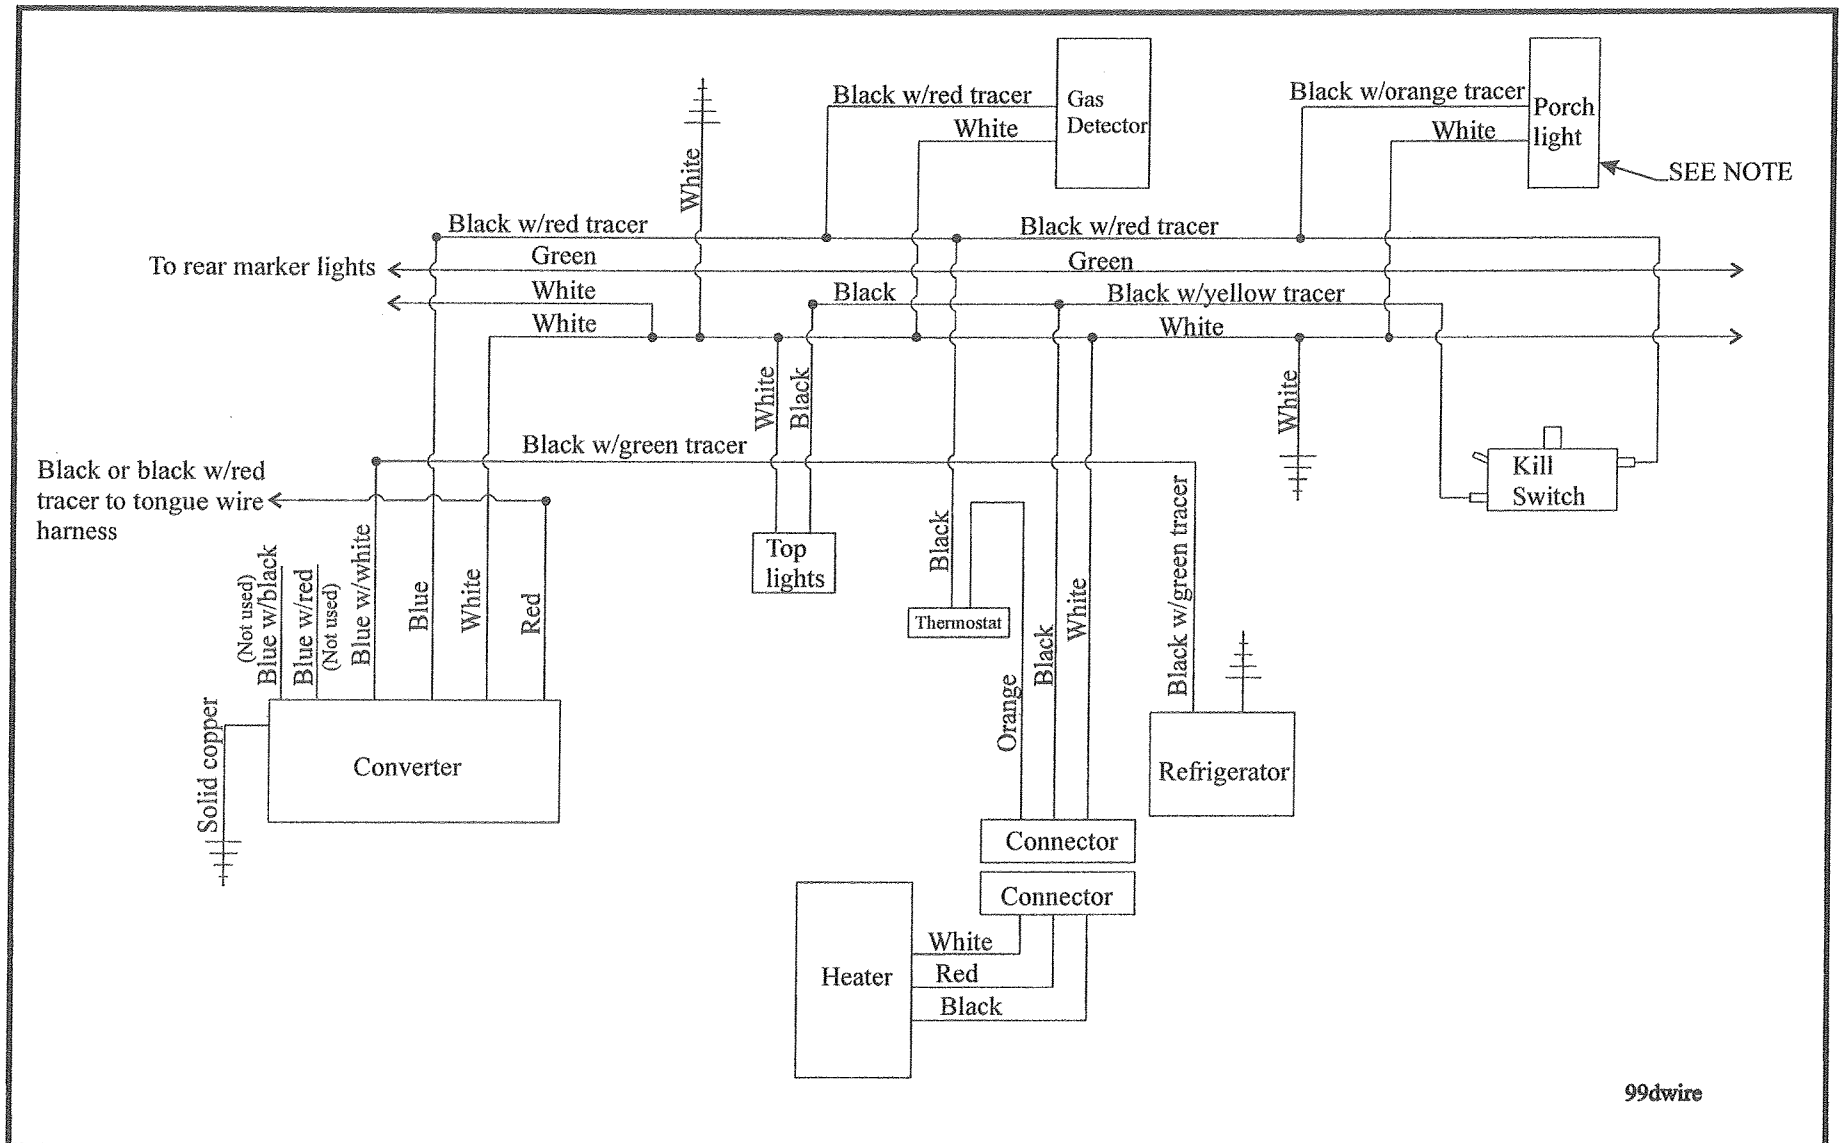 Black w/red tracer
Gas
Detector
White
Black w/orange tracer
Porch
light
White
SEE NOTE
White
Black w/red tracer
Black w/red tracer
To rear marker lights
Green
Green
White
Black
Black w/yellow tracer
White
White
White
Black
White
Black w/green tracer
Black or black w/red
tracer to tongue wire
harness
Kill
Switch
Top
lights
Black
Thermostat
(Not used)
Blue w/black
Blue w/red
(Not used)
Blue w/white
Blue
White
Red
Orange
Black
White
Black w/green tracer
Solid copper
Converter
Refrigerator
Connector
Connector
Heater
White
Red
Black
99dwire